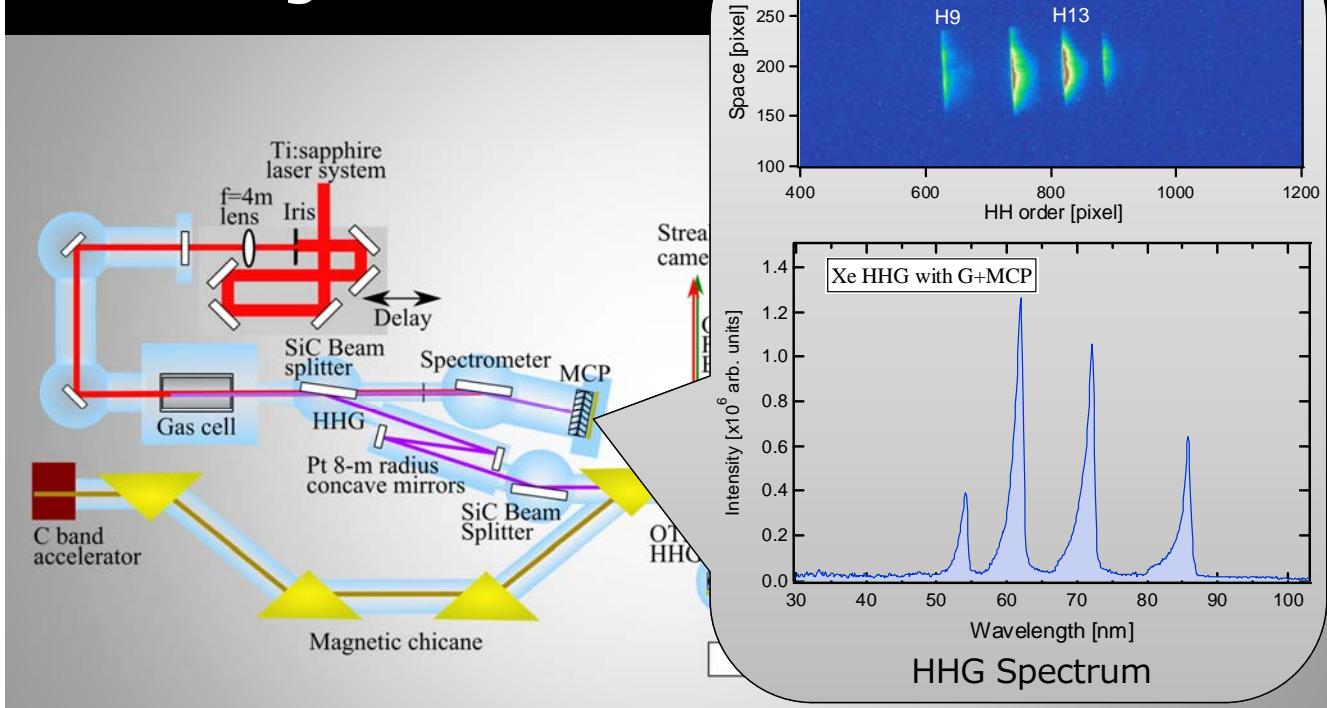 250
200
150
100
Space [pixel]
H9
H13
400
600
800
1000
1200
HH order [pixel]
Ti:sapphire
laser system
f=4m
lens
Iris
Delay
SiC Beam
splitter
Spectrometer
MCP
Gas cell
HHG
Pt 8-m radius
concave mirrors
SiC Beam
Splitter
C band
accelerator
Magnetic chicane
Xe HHG with G+MCP
1.4
1.2
1.0
0.8
0.6
0.4
0.2
0.0
Intensity [x10⁶ arb. units]
30
40
50
60
70
80
90
100
Wavelength [nm]
HHG Spectrum